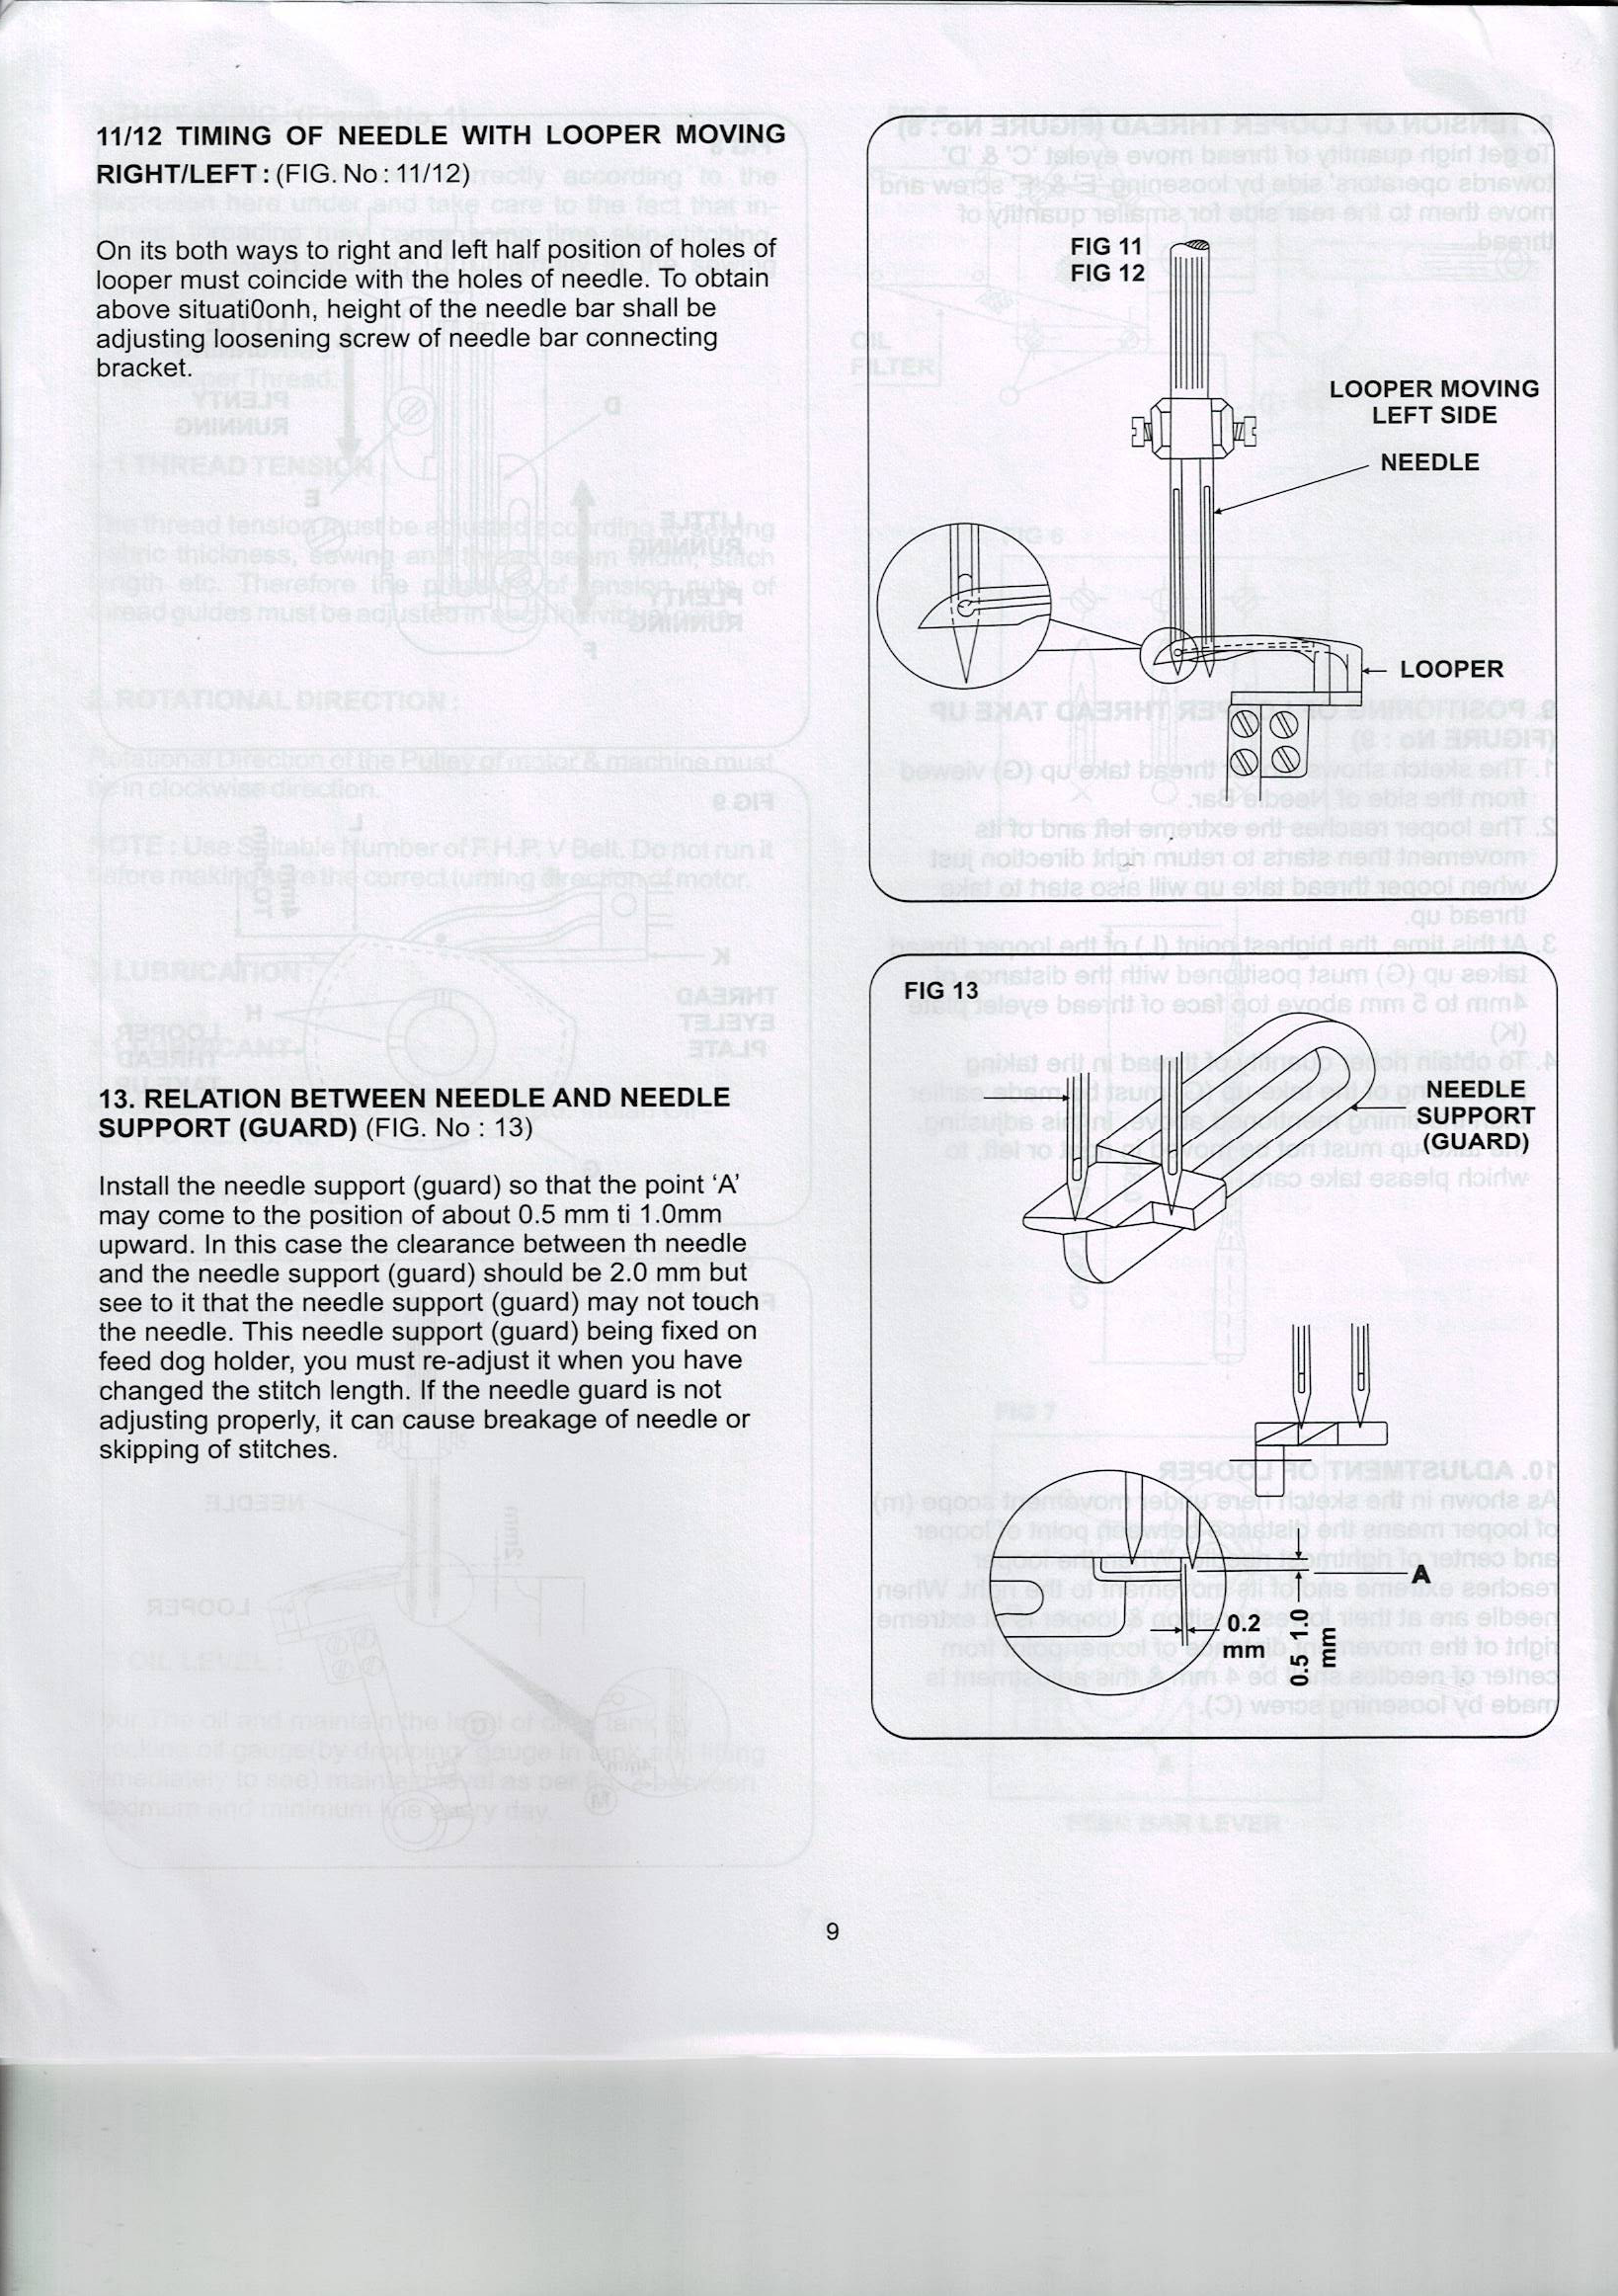 11/12 TIMING OF NEEDLE WITH LOOPER MOVING
RIGHT/LEFT : (FIG. No : 11/12)
On its both ways to right and left half position of holes of
looper must coincide with the holes of needle. To obtain
above situati0onh, height of the needle bar shall be
adjusting loosening screw of needle bar connecting
bracket.
FIG 11
FIG 12
LOOPER MOVING
LEFT SIDE
NEEDLE
LOOPER
13. RELATION BETWEEN NEEDLE AND NEEDLE
SUPPORT (GUARD) (FIG. No : 13)
Install the needle support (guard) so that the point ‘A’
may come to the position of about 0.5 mm ti 1.0mm
upward. In this case the clearance between th needle
and the needle support (guard) should be 2.0 mm but
see to it that the needle support (guard) may not touch
the needle. This needle support (guard) being fixed on
feed dog holder, you must re-adjust it when you have
changed the stitch length. If the needle guard is not
adjusting properly, it can cause breakage of needle or
skipping of stitches.
FIG 13
NEEDLE
SUPPORT
(GUARD)
A
0.2
mm
0.5 1.0
mm
9